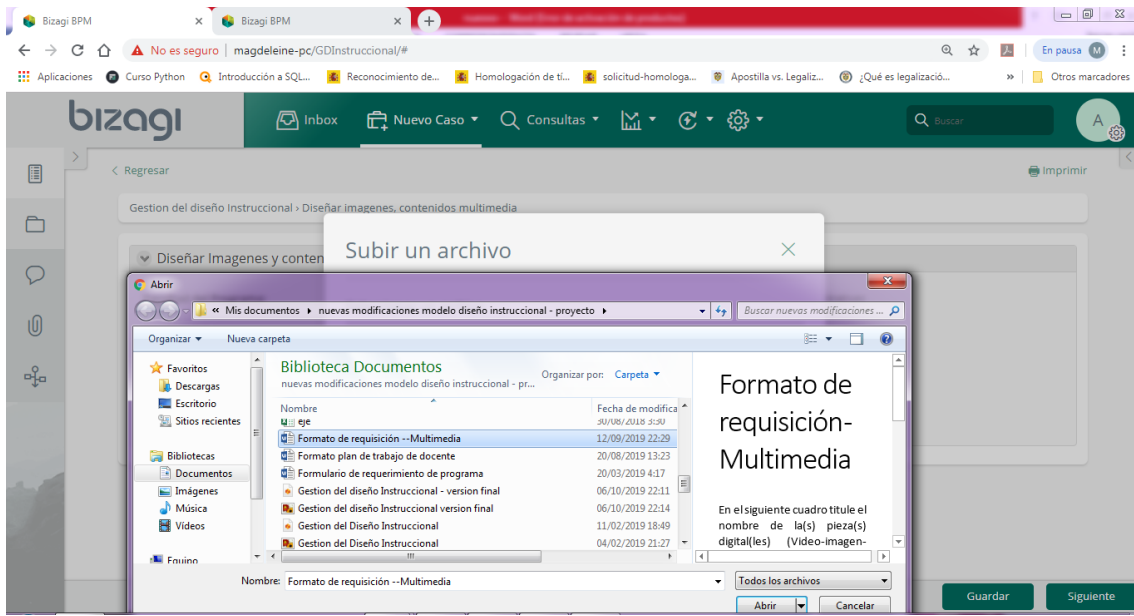 Bizagi BPM
Bizagi BPM
No es seguro | magdeleine-pc/GDInstruccional/#
En pausa M
Aplicaciones Curso Python Introducción a SQL... Reconocimiento de... Homologación de tí... solicitud-homologa... Apostilla vs. Legaliz... ¿Qué es legalizació... » Otros marcadores
bizagi Inbox Nuevo Caso Consultas Buscar A
Regresar Imprimir
Gestion del diseño Instruccional › Diseñar imagenes, contenidos multimedia
Diseñar Imagenes y conten
Subir un archivo
Abrir
« Mis documentos ▸ nuevas modificaciones modelo diseño instruccional - proyecto ▸ Buscar nuevas modificaciones ...
Organizar Nueva carpeta
Favoritos
Descargas
Escritorio
Sitios recientes
Bibliotecas
Documentos
Imágenes
Música
Vídeos
Equipo
Biblioteca Documentos
nuevas modificaciones modelo diseño instruccional - pr...
Organizar por: Carpeta
Nombre Fecha de modifica
eje 30/08/2018 3:30
Formato de requisición --Multimedia 12/09/2019 22:29
Formato plan de trabajo de docente 20/08/2019 13:23
Formulario de requerimiento de programa 20/03/2019 4:17
Gestion del diseño Instruccional - version final 06/10/2019 22:11
Gestion del diseño Instruccional version final 06/10/2019 22:14
Gestion del Diseño Instruccional 11/02/2019 18:49
Gestion del Diseño Instruccional 04/02/2019 21:27
Formato de
requisición-
Multimedia
En el siguiente cuadro titule el
nombre de la(s) pieza(s)
digital(les) (Video-imagen-
Nombre: Formato de requisición --Multimedia Todos los archivos
Abrir Cancelar
Guardar Siguiente